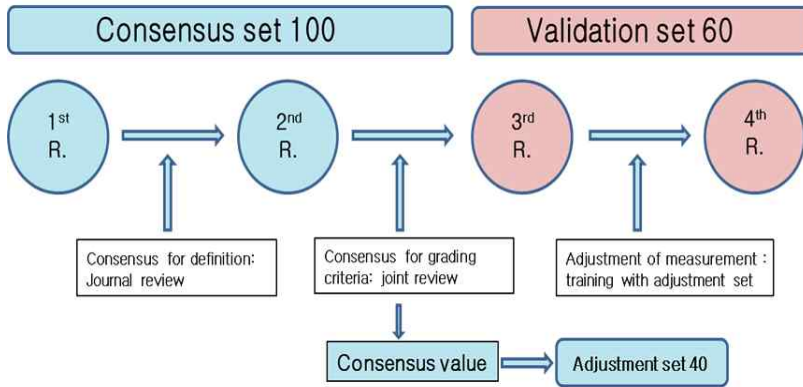 Consensus set 100
Validation set 60
1st
R.
2nd
R.
3rd
R.
4th
R.
Consensus for definition:
Journal review
Consensus for grading
criteria: joint review
Adjustment of measurement :
training with adjustment set
Consensus value
Adjustment set 40